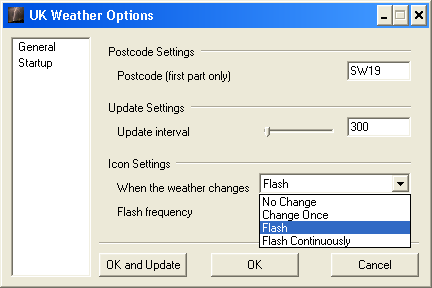 UK Weather Options
General
Startup
Postcode Settings
Postcode (first part only)
SW19
Update Settings
Update interval
300
Icon Settings
When the weather changes
Flash
No Change
Change Once
Flash
Flash Continuously
Flash frequency
OK and Update
OK
Cancel